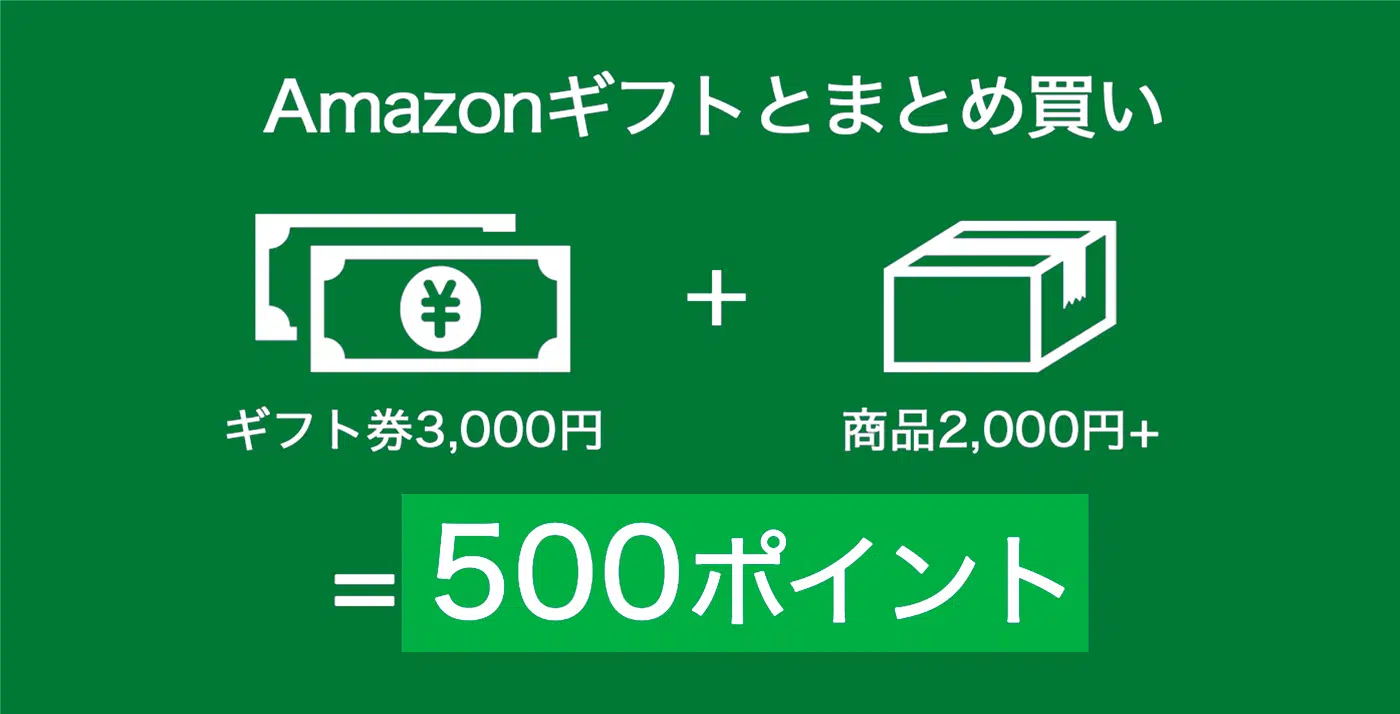 Amazonギフトとまとめ買い
¥
+
ギフト券3,000円
商品2,000円+
=500ポイント